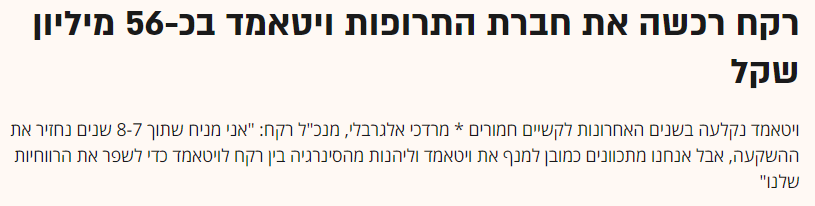 רקח רכשה את חברת התרופות ויטאמד בכ-56 מיליון
שקל
ויטאמד נקלעה בשנים האחרונות לקשיים חמורים * מרדכי אלגרבלי, מנכ"ל רקח: "אני מניח שתוך 8-7 שנים נחזיר את
ההשקעה, אבל אנחנו מתכוונים כמובן למנף את ויטאמד וליהנות מהסינרגיה בין רקח לויטאמד כדי לשפר את הרווחיות
שלנו"